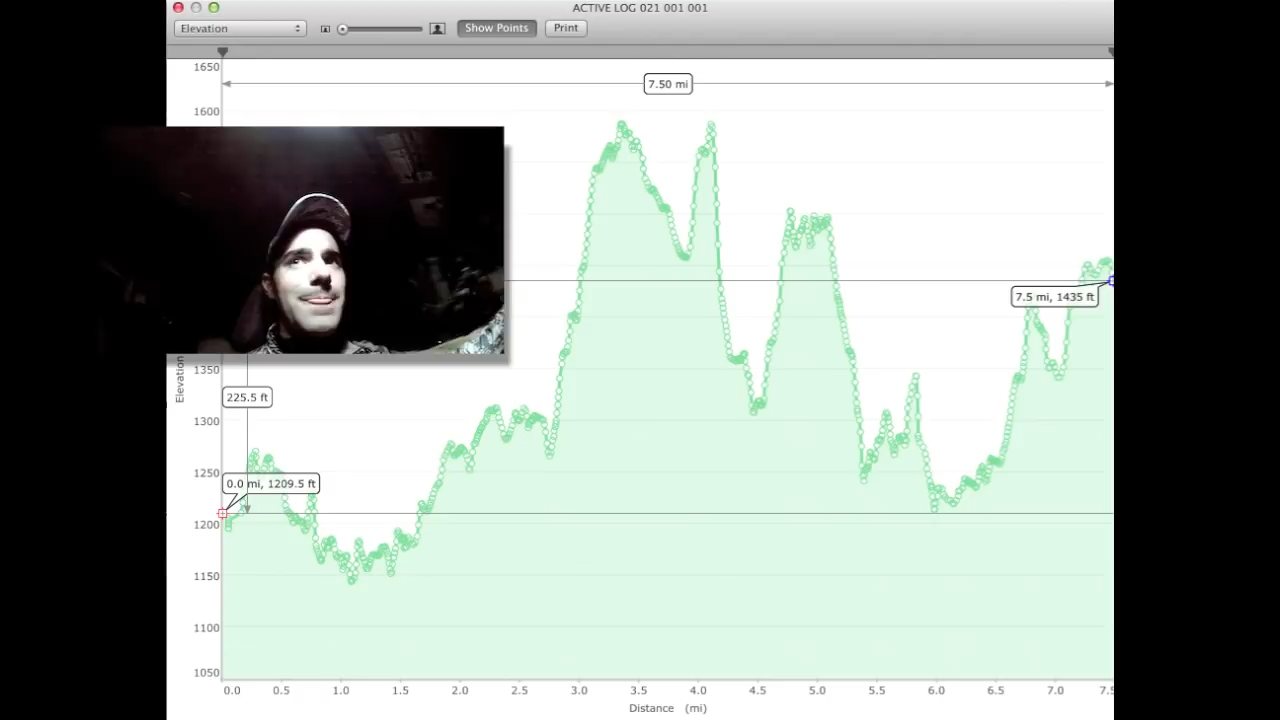 ACTIVE LOG 021 001 001
Elevation
Show Points
Print
7.50 mi
1650
1600
1350
1300
1250
1200
1150
1100
1050
Elevation
225.5 ft
0.0 mi, 1209.5 ft
7.5 mi, 1435 ft
0.0 0.5 1.0 1.5 2.0 2.5 3.0 3.5 4.0 4.5 5.0 5.5 6.0 6.5 7.0 7.5
Distance (mi)